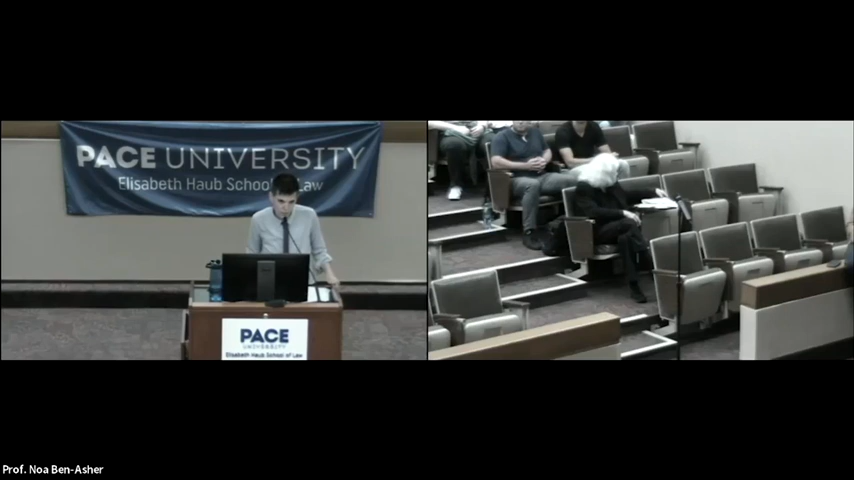 PACE UNIVERSITY
Elisabeth Haub School of Law
PACE
UNIVERSITY
Elisabeth Haub School of Law
Prof. Noa Ben-Asher